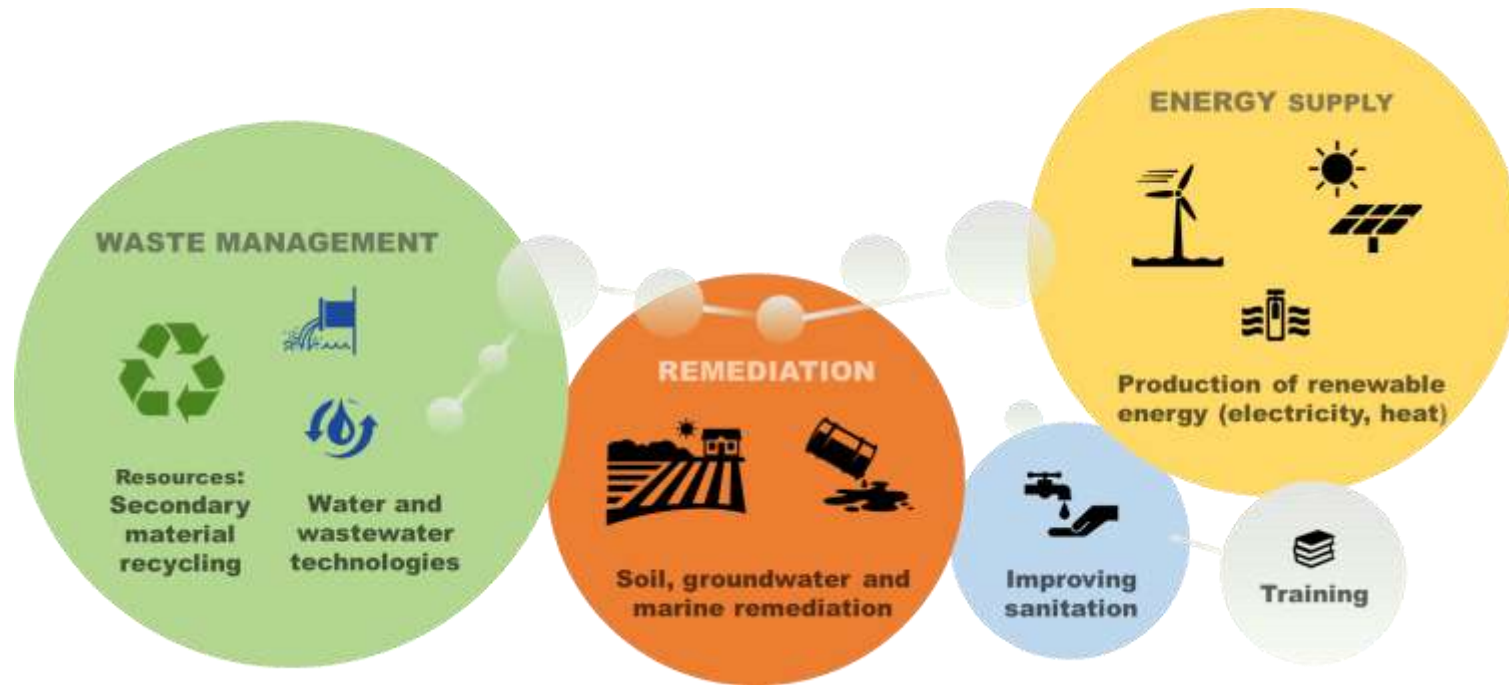 WASTE MANAGEMENT
Resources:
Secondary
material
recycling
Water and
wastewater
technologies
REMEDIATION
Soil, groundwater and
marine remediation
Improving
sanitation
ENERGY SUPPLY
Production of renewable
energy (electricity, heat)
Training